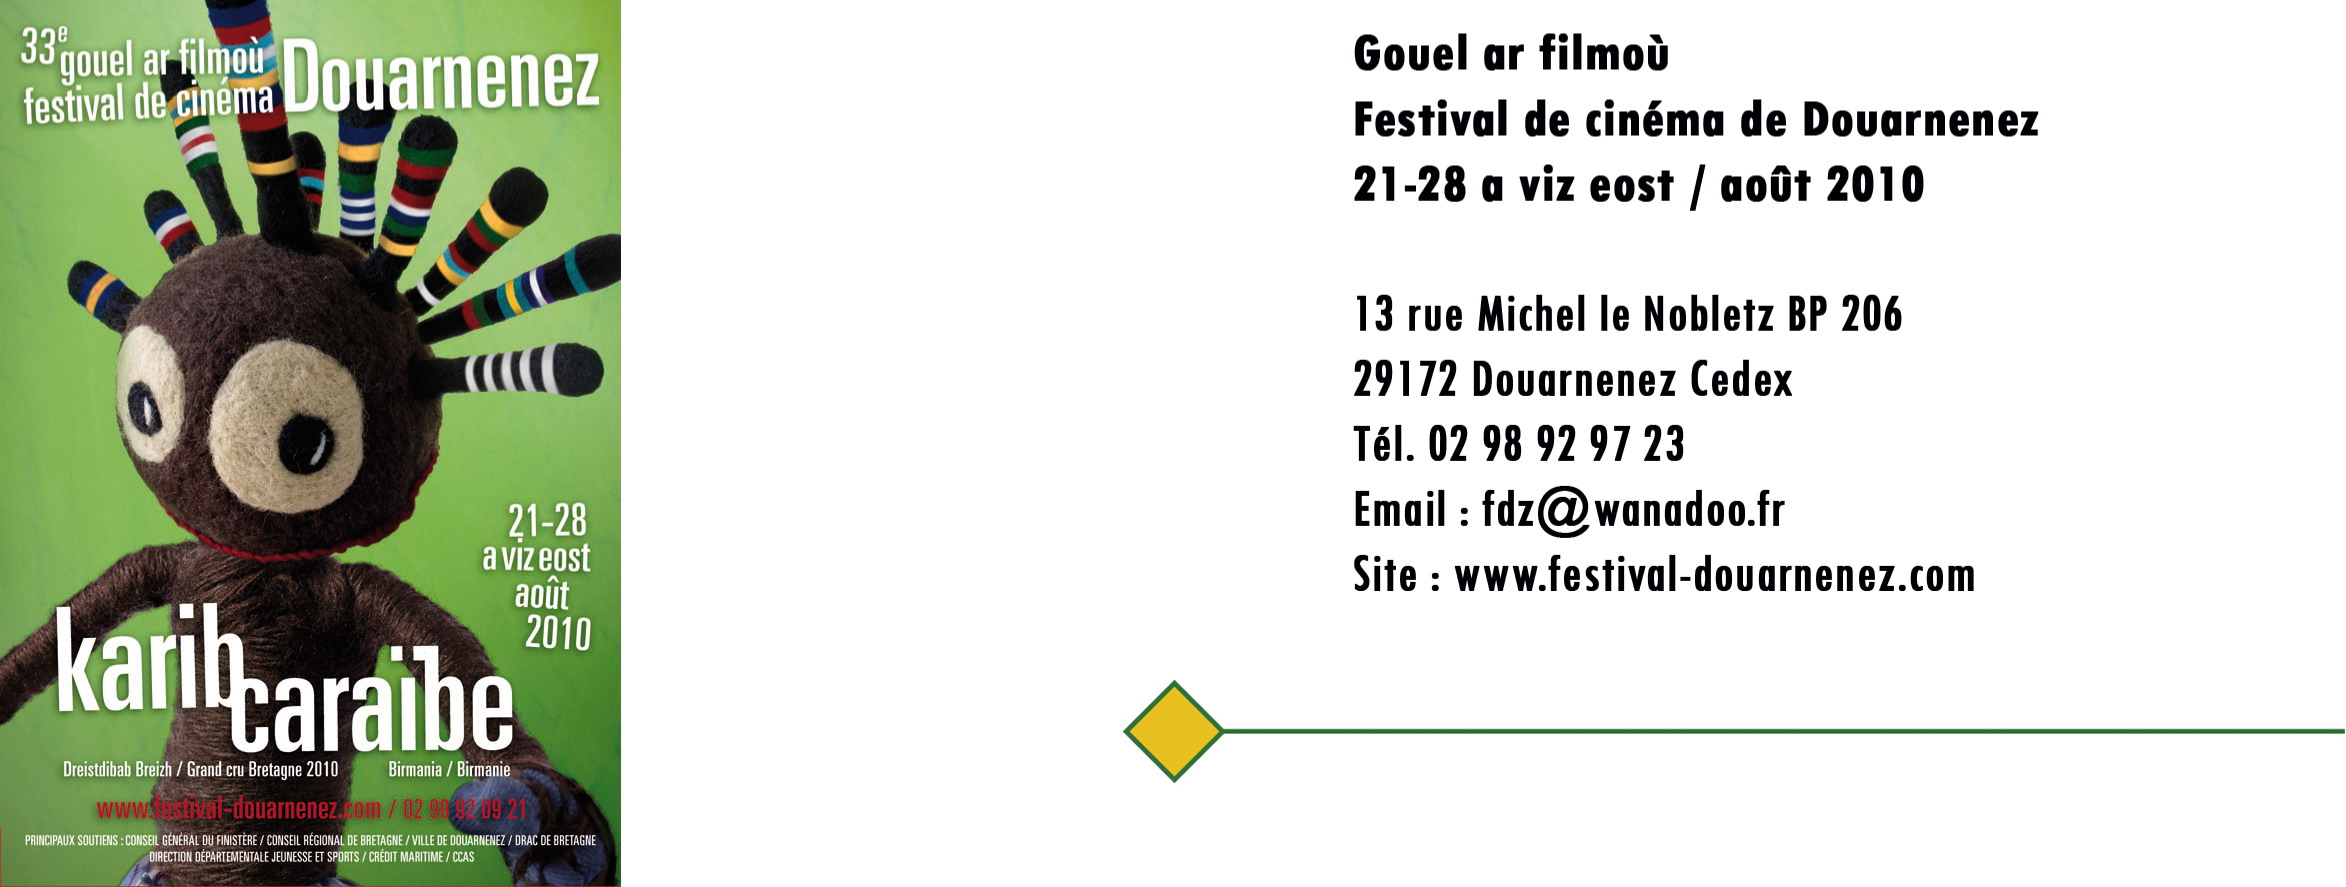 33e gouel ar filmoù
festival de cinéma Douarnenez
21-28
a viz eost
août
2010
karib
caraïbe
Dreistdibab Breizh / Grand cru Bretagne 2010 Birmania / Birmanie
www.festival-douarnenez.com / 02 98 92 09 21
PRINCIPAUX SOUTIENS : CONSEIL GÉNÉRAL DU FINISTÈRE / CONSEIL RÉGIONAL DE BRETAGNE / VILLE DE DOUARNENEZ / DRAC DE BRETAGNE
DIRECTION DÉPARTEMENTALE JEUNESSE ET SPORTS / CRÉDIT MARITIME / CCAS
Gouel ar filmoù
Festival de cinéma de Douarnenez
21-28 a viz eost / août 2010
13 rue Michel le Nobletz BP 206
29172 Douarnenez Cedex
Tél. 02 98 92 97 23
Email : fdz@wanadoo.fr
Site : www.festival-douarnenez.com